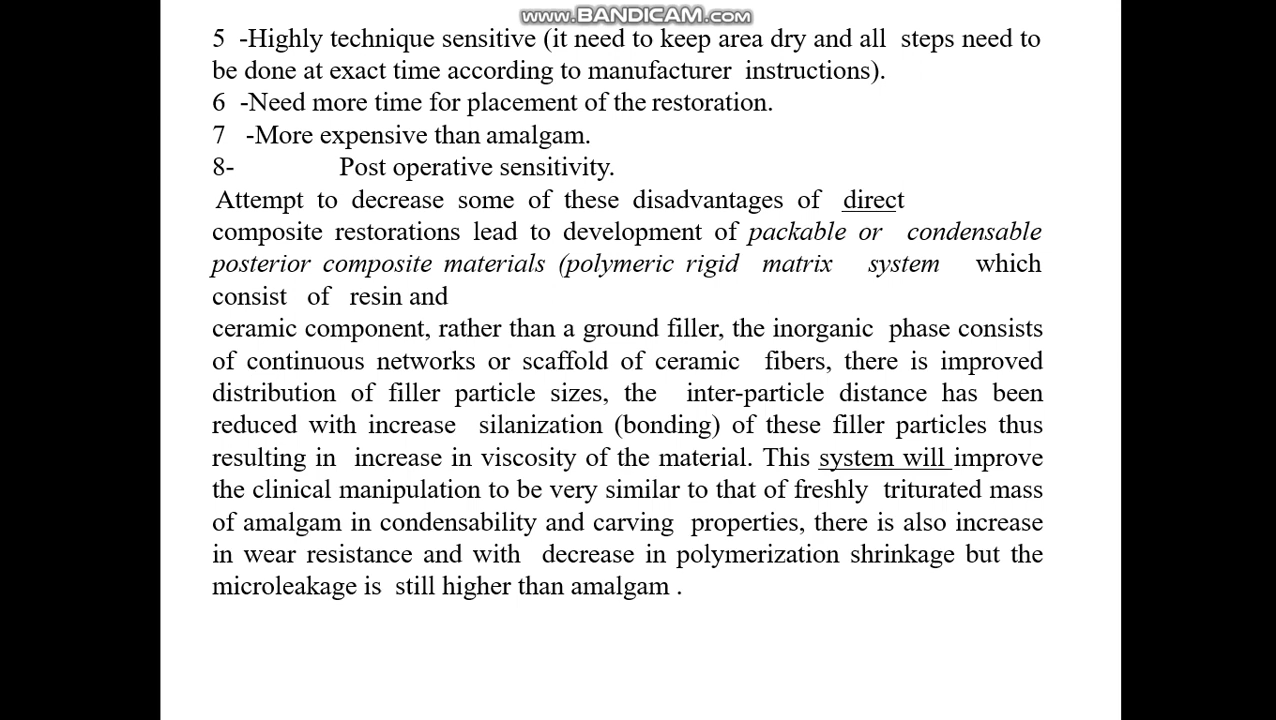 www.BANDICAM.com
5 -Highly technique sensitive (it need to keep area dry and all steps need to
be done at exact time according to manufacturer instructions).
6 -Need more time for placement of the restoration.
7 -More expensive than amalgam.
8- Post operative sensitivity.
Attempt to decrease some of these disadvantages of direct
composite restorations lead to development of packable or condensable
posterior composite materials (polymeric rigid matrix system which
consist of resin and
ceramic component, rather than a ground filler, the inorganic phase consists
of continuous networks or scaffold of ceramic fibers, there is improved
distribution of filler particle sizes, the inter-particle distance has been
reduced with increase silanization (bonding) of these filler particles thus
resulting in increase in viscosity of the material. This system will improve
the clinical manipulation to be very similar to that of freshly triturated mass
of amalgam in condensability and carving properties, there is also increase
in wear resistance and with decrease in polymerization shrinkage but the
microleakage is still higher than amalgam .